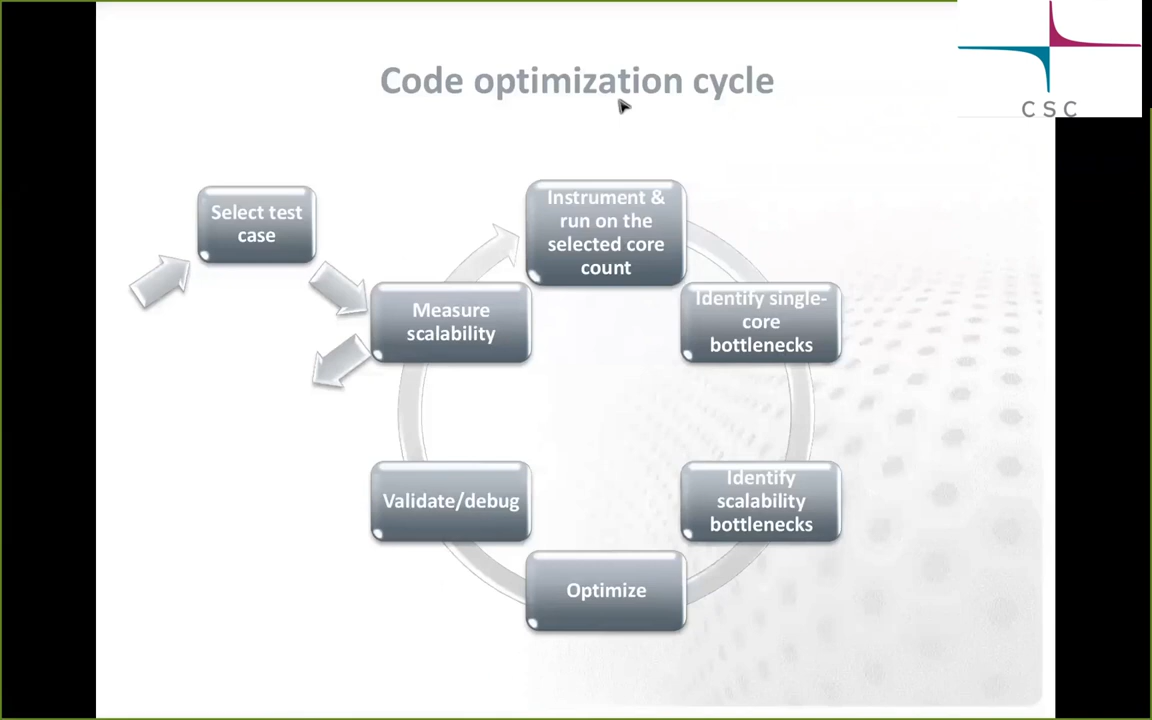 Code optimization cycle
CSC
Select test
case
Instrument &
run on the
selected core
count
Measure
scalability
Identify single-
core
bottlenecks
Validate/debug
Identify
scalability
bottlenecks
Optimize